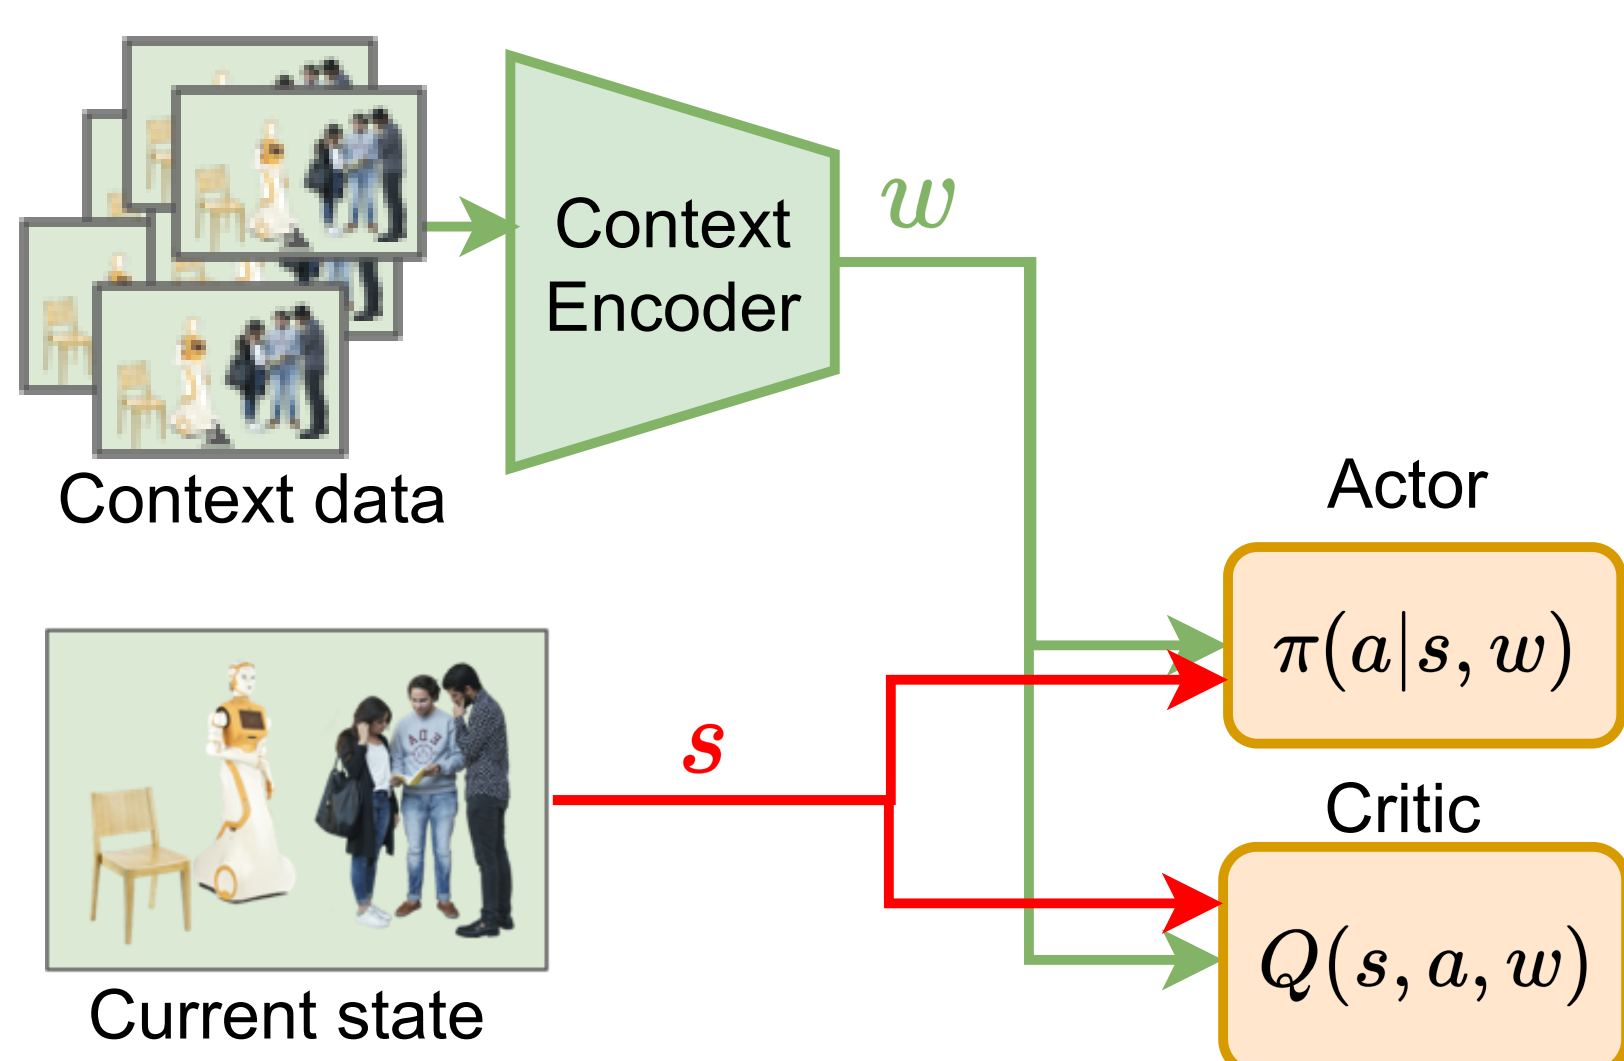 Context
Encoder
w
Context data
Actor
π(a|s, w)
s
Critic
Q(s, a, w)
Current state